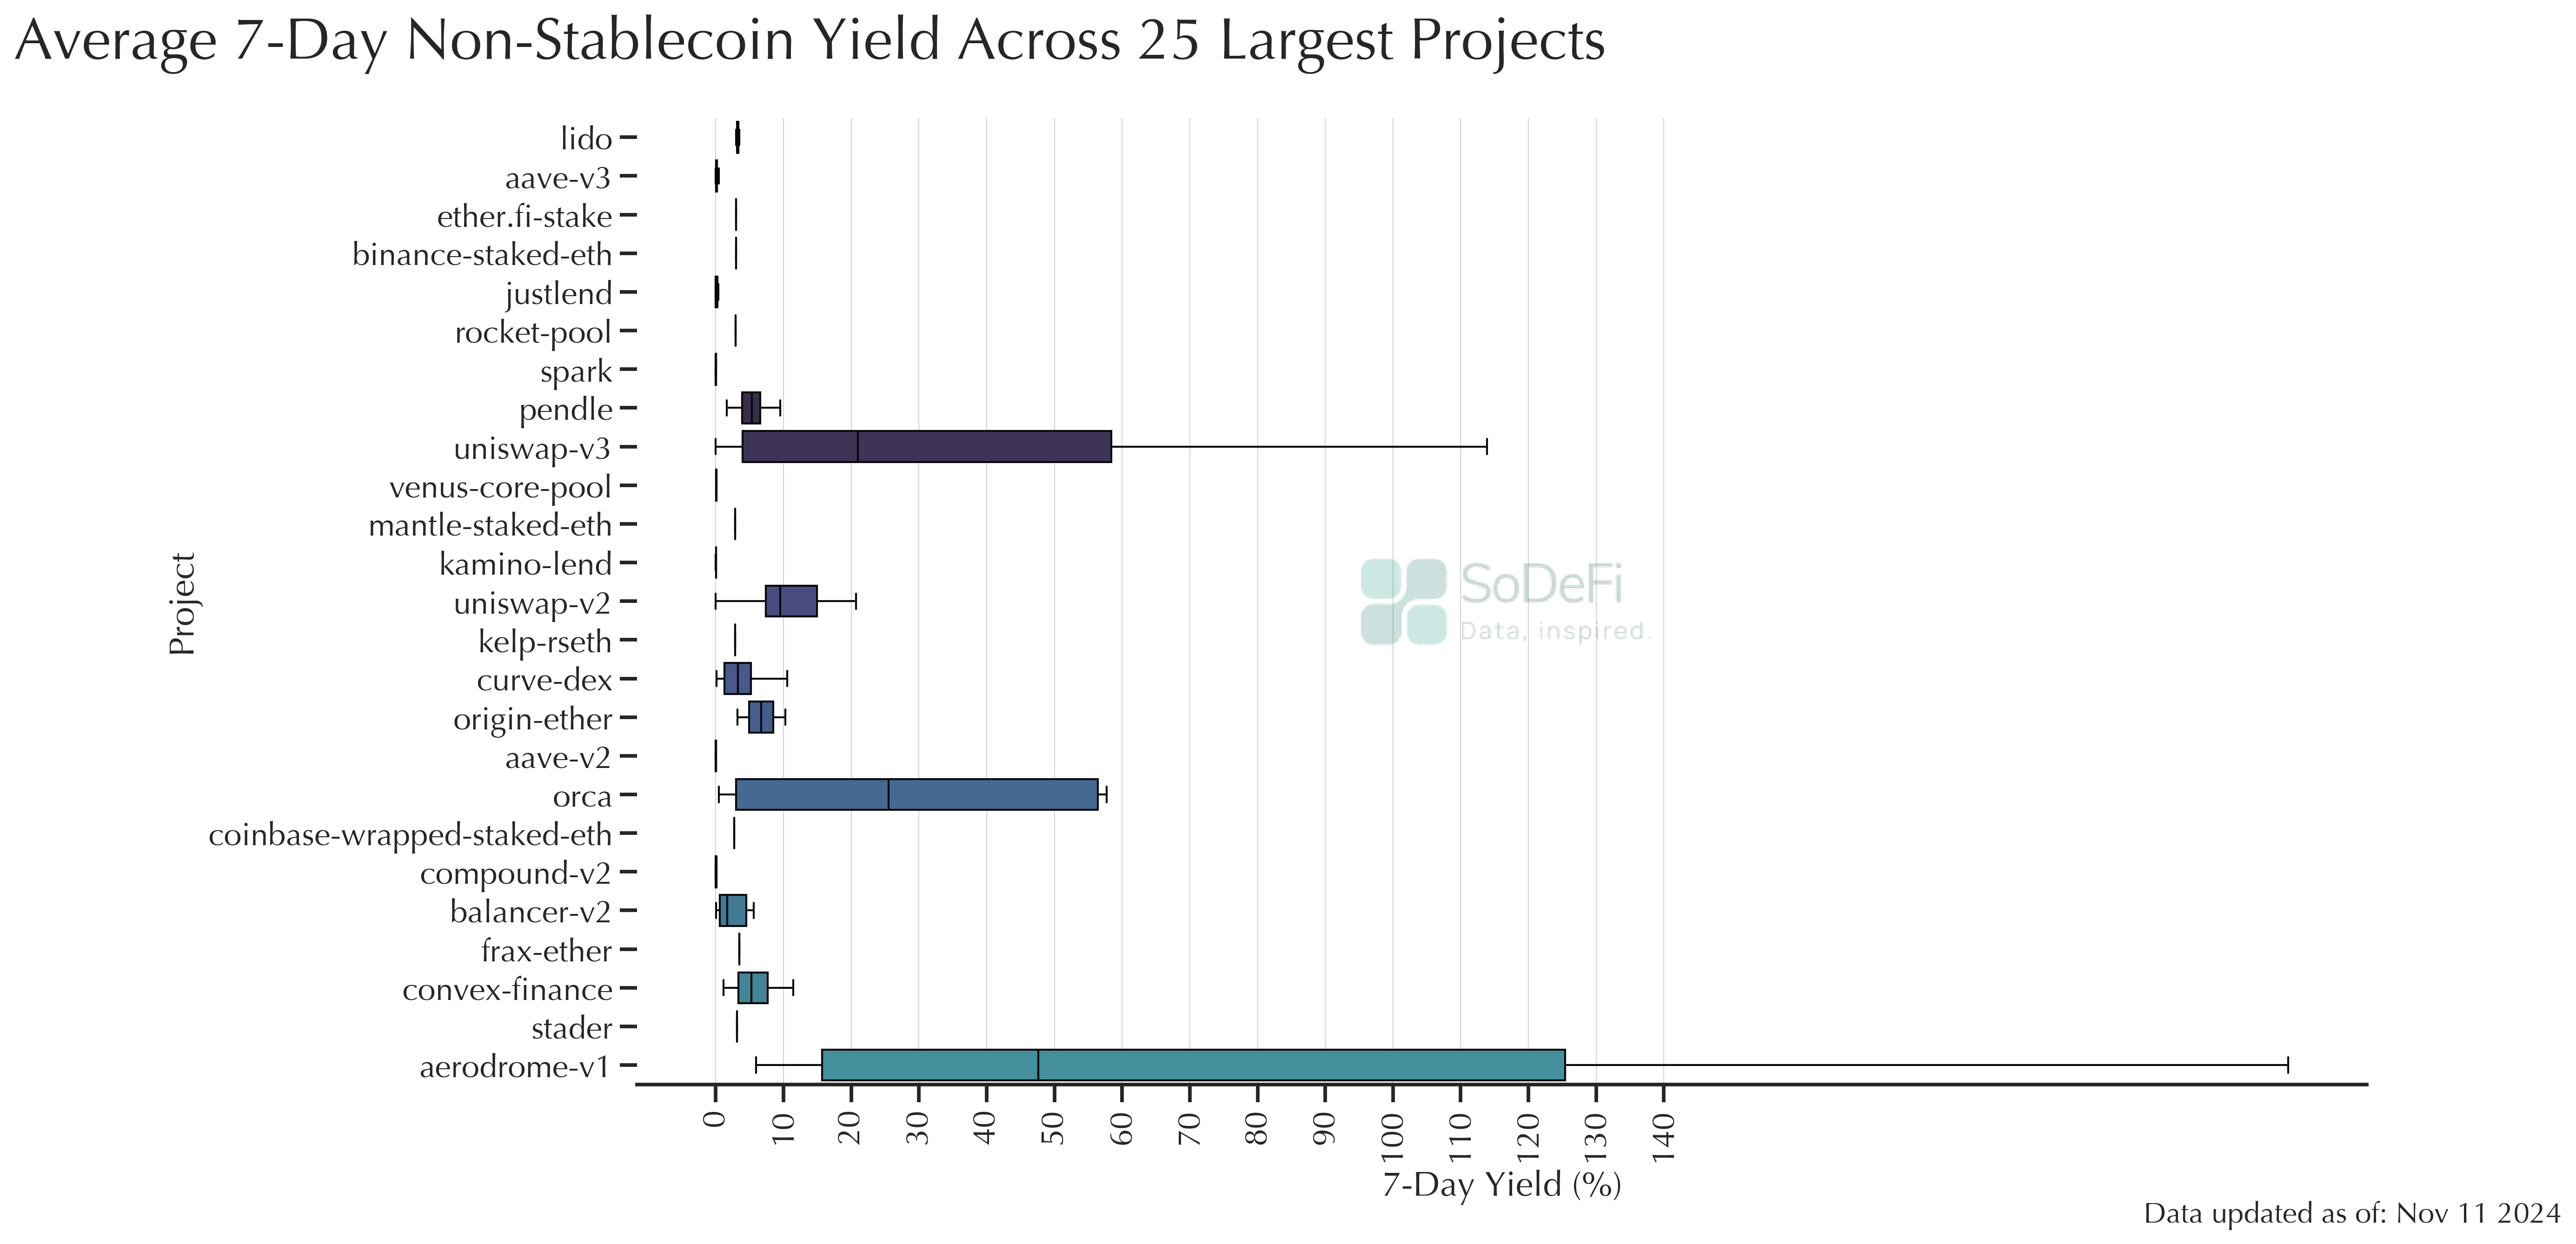 Average 7-Day Non-Stablecoin Yield Across 25 Largest Projects
lido
aave-v3
ether.fi-stake
binance-staked-eth
justlend
rocket-pool
spark
pendle
uniswap-v3
venus-core-pool
mantle-staked-eth
kamino-lend
uniswap-v2
kelp-rseth
curve-dex
origin-ether
aave-v2
orca
coinbase-wrapped-staked-eth
compound-v2
balancer-v2
frax-ether
convex-finance
stader
aerodrome-v1
Project
SoDeFi
Data, inspired.
0 10 20 30 40 50 60 70 80 90 100 110 120 130 140
7-Day Yield (%)
Data updated as of: Nov 11 2024